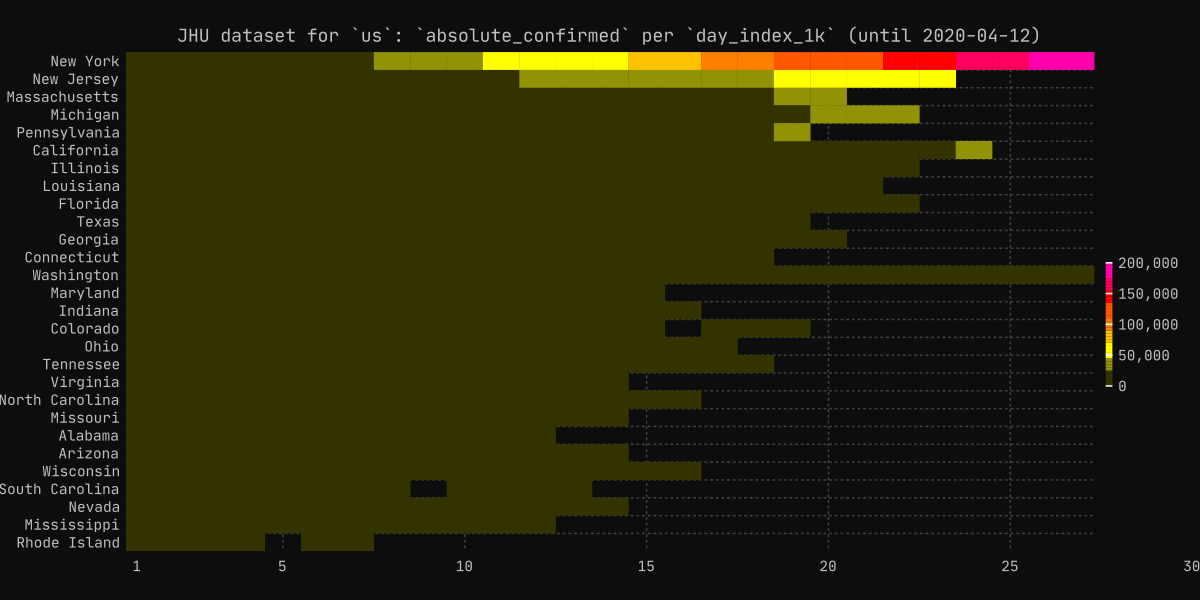 JHU dataset for `us`: `absolute_confirmed` per `day_index_1k` (until 2020-04-12)
New York
New Jersey
Massachusetts
Michigan
Pennsylvania
California
Illinois
Louisiana
Florida
Texas
Georgia
Connecticut
Washington
Maryland
Indiana
Colorado
Ohio
Tennessee
Virginia
North Carolina
Missouri
Alabama
Arizona
Wisconsin
South Carolina
Nevada
Mississippi
Rhode Island
200,000
150,000
100,000
50,000
0
1 5 10 15 20 25 30